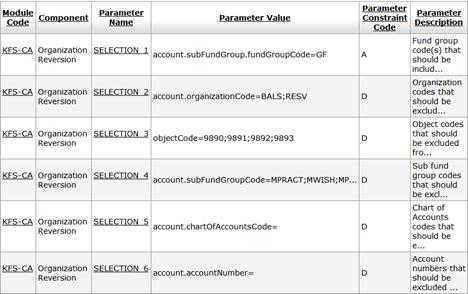 Module Code Component Parameter Name Parameter Value Parameter Constraint Code Parameter Description
KFS-CA Organization Reversion SELECTION_1 account.subFundGroup.fundGroupCode=GF A Fund group code(s) that should be includ...
KFS-CA Organization Reversion SELECTION_2 account.organizationCode=BALS;RESV D Organization codes that should be exclud...
KFS-CA Organization Reversion SELECTION_3 objectCode=9890;9891;9892;9893 D Object codes that should be excluded fro...
KFS-CA Organization Reversion SELECTION_4 account.subFundGroupCode=MPRACT;MWISH;MP... D Sub fund group codes that should be excl...
KFS-CA Organization Reversion SELECTION_5 account.chartOfAccountsCode= D Chart of Accounts codes that should be e...
KFS-CA Organization Reversion SELECTION_6 account.accountNumber= D Account numbers that should be excluded ...